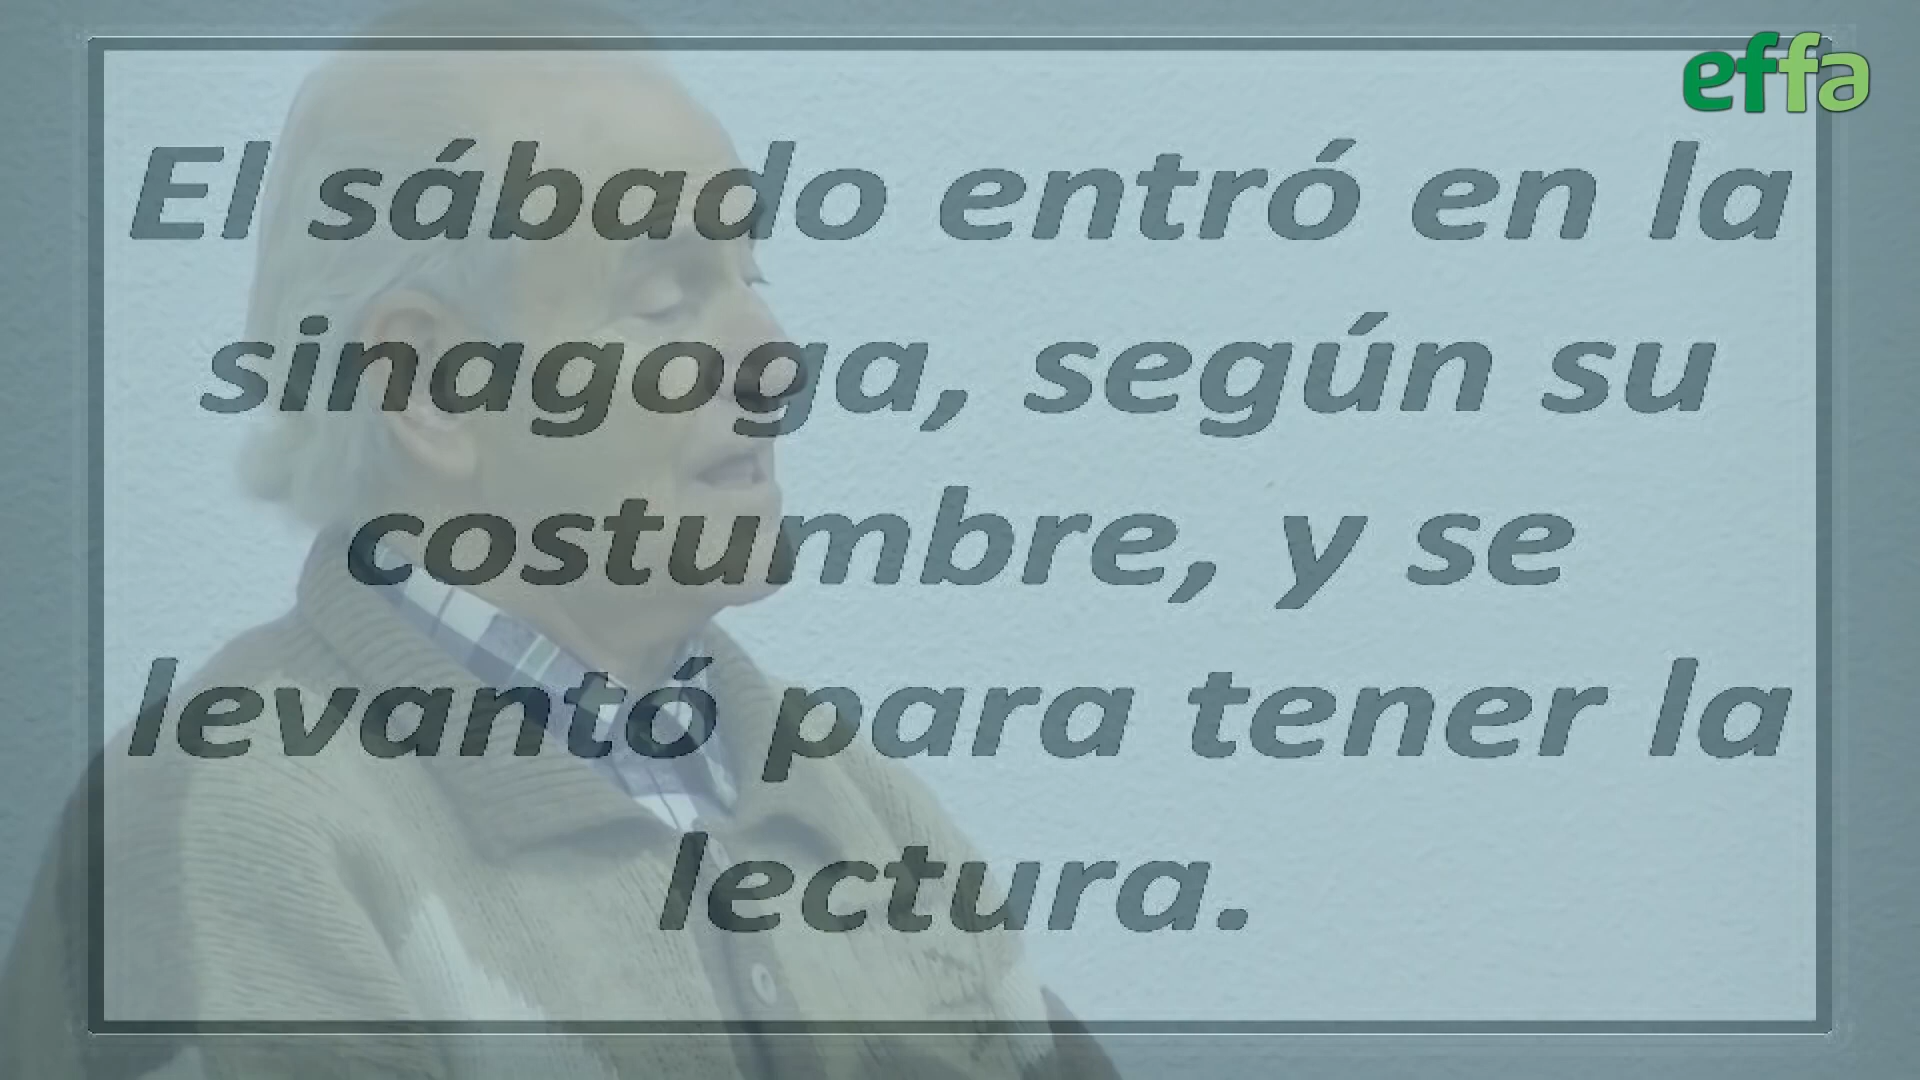 effa
El sábado entró en la
sinagoga, según su
costumbre, y se
levantó para tener la
lectura.